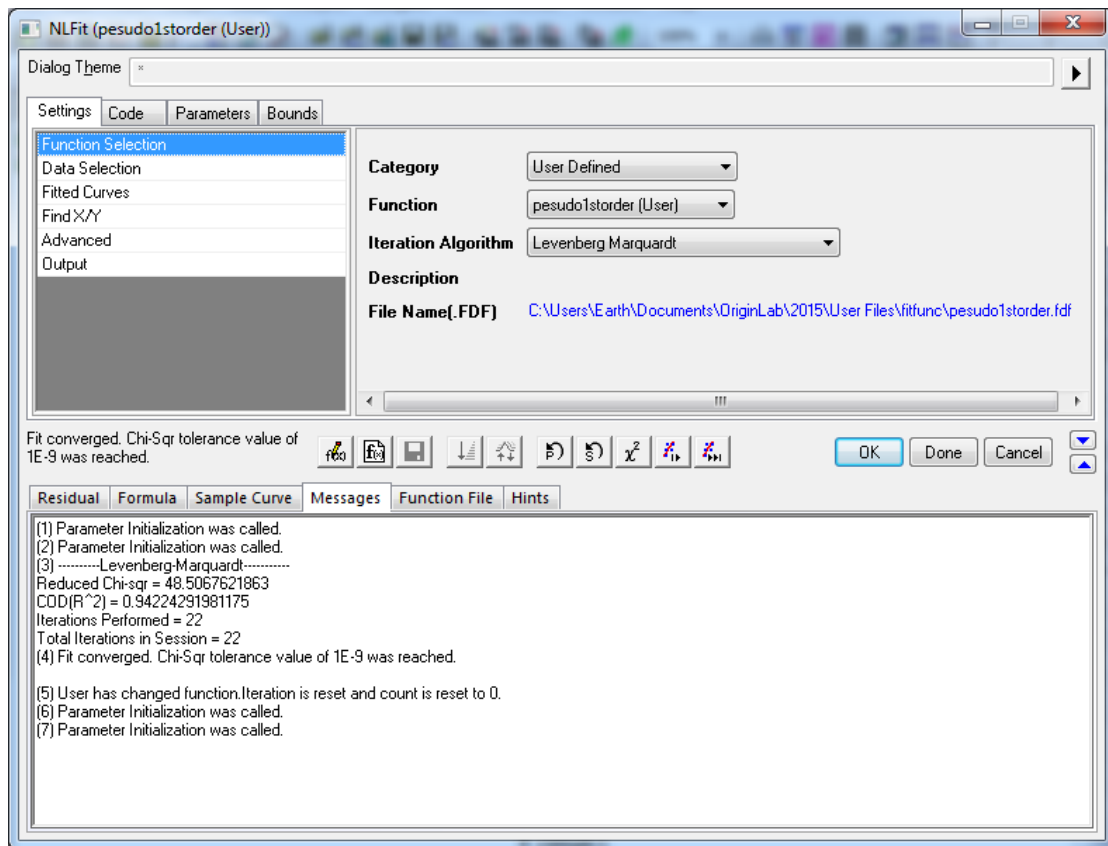 NLFit (pesudo1storder (User))
Dialog Theme *
Settings Code Parameters Bounds
Function Selection
Data Selection
Fitted Curves
Find X/Y
Advanced
Output
Category User Defined
Function pesudo1storder (User)
Iteration Algorithm Levenberg Marquardt
Description
File Name(.FDF) C:\Users\Earth\Documents\OriginLab\2015\User Files\fitfunc\pesudo1storder.fdf
Fit converged. Chi-Sqr tolerance value of
1E-9 was reached.
OK Done Cancel
Residual Formula Sample Curve Messages Function File Hints
(1) Parameter Initialization was called.
(2) Parameter Initialization was called.
(3) ---------Levenberg-Marquardt----------
Reduced Chi-sqr = 48.5067621863
COD(R^2) = 0.94224291981175
Iterations Performed = 22
Total Iterations in Session = 22
(4) Fit converged. Chi-Sqr tolerance value of 1E-9 was reached.
(5) User has changed function.Iteration is reset and count is reset to 0.
(6) Parameter Initialization was called.
(7) Parameter Initialization was called.